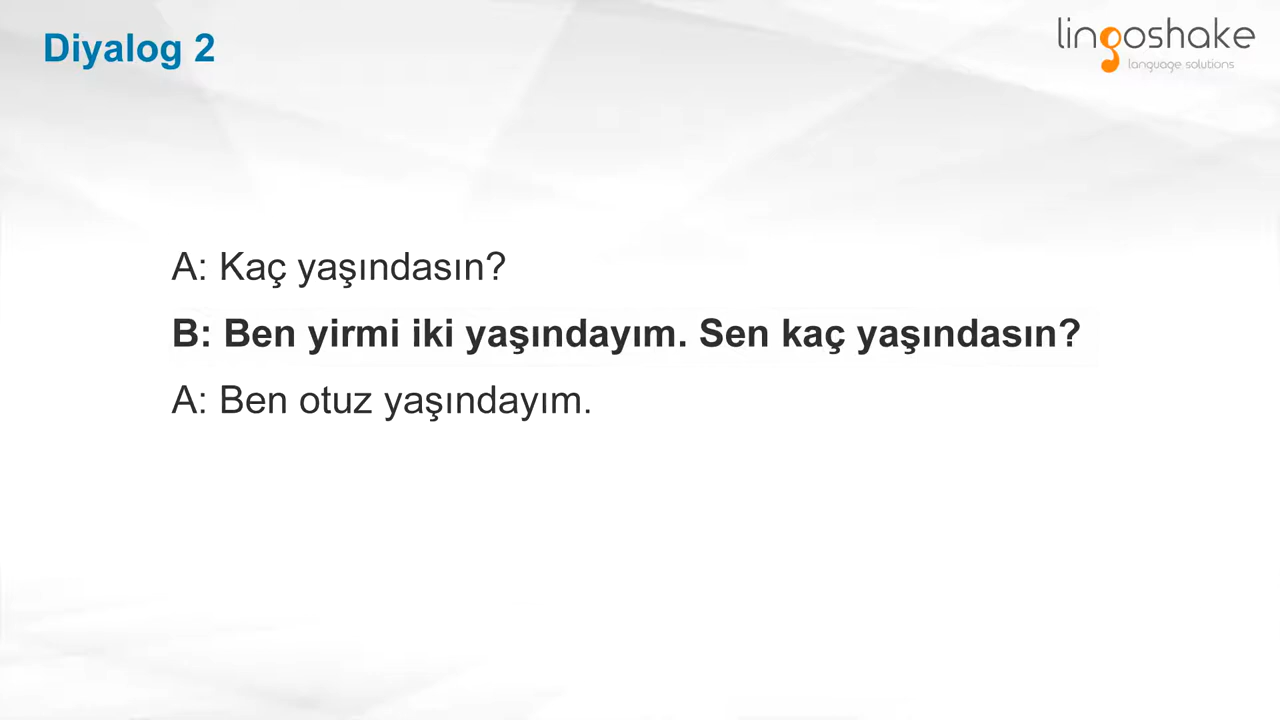 Diyalog 2
lingoshake
language solutions
A: Kaç yaşındasın?
B: Ben yirmi iki yaşındayım. Sen kaç yaşındasın?
A: Ben otuz yaşındayım.